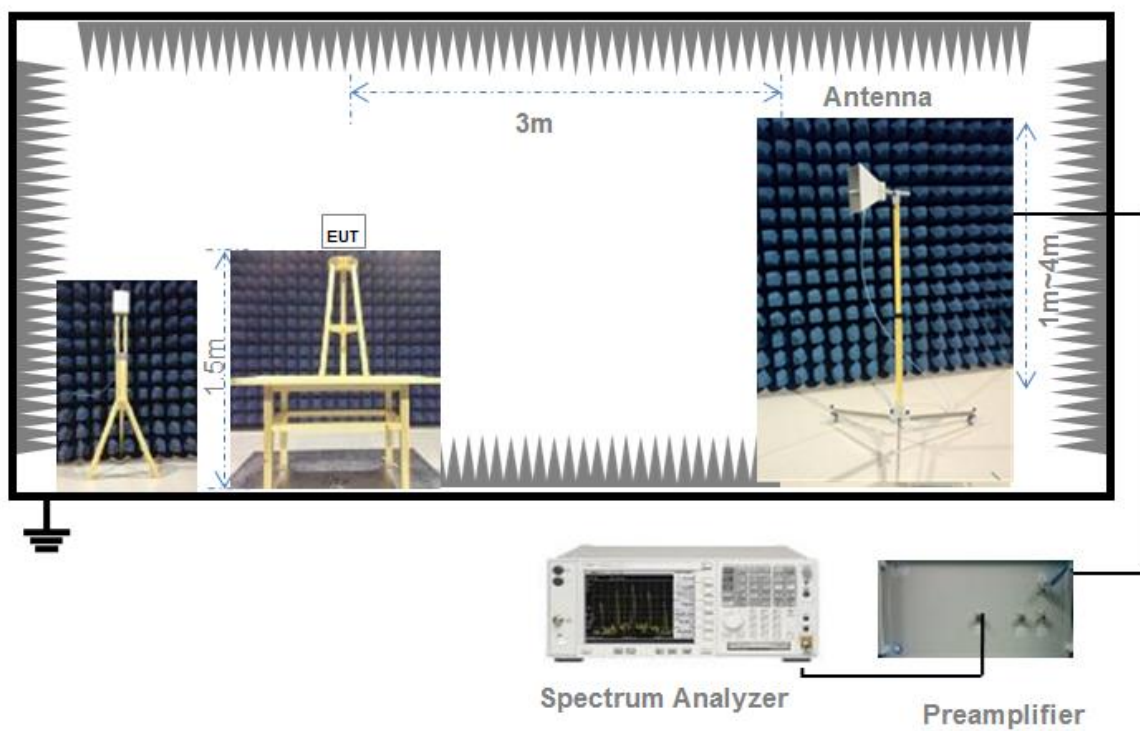 Antenna
3m
EUT
1.5m
1m~4m
Spectrum Analyzer
Preamplifier